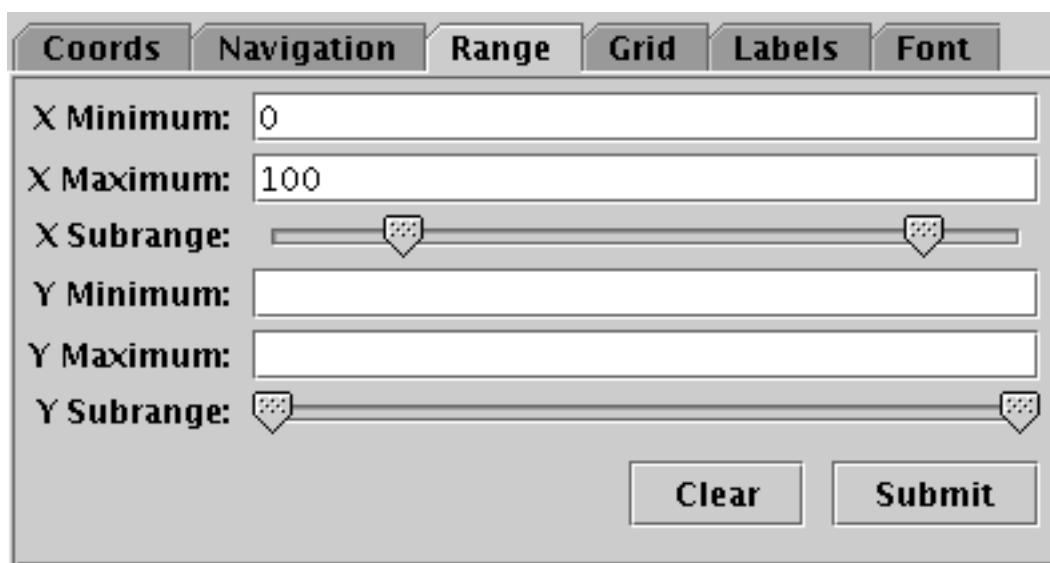 Coords Navigation Range Grid Labels Font
X Minimum: 0
X Maximum: 100
X Subrange:
Y Minimum:
Y Maximum:
Y Subrange:
Clear Submit